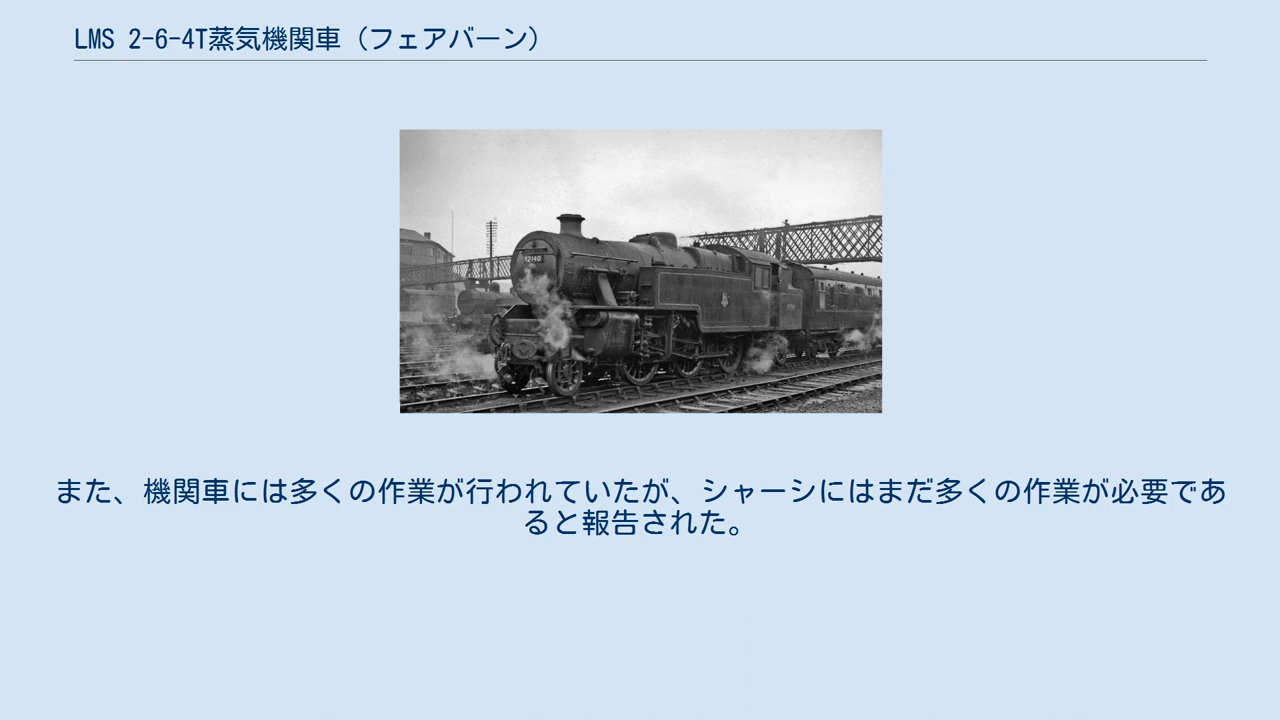 LMS 2-6-4T蒸気機関車（フェアバーン）
42140
また、機関車には多くの作業が行われていたが、シャーシにはまだ多くの作業が必要であ
ると報告された。